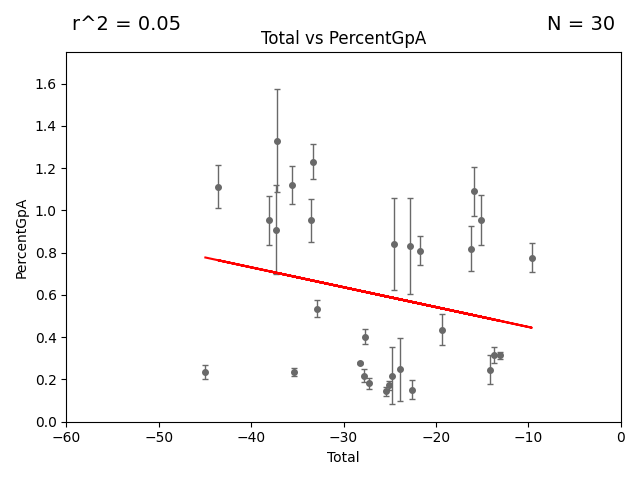 r^2 = 0.05
N = 30
Total vs PercentGpA
PercentGpA
1.6
1.4
1.2
1.0
0.8
0.6
0.4
0.2
0.0
−60 −50 −40 −30 −20 −10 0
Total